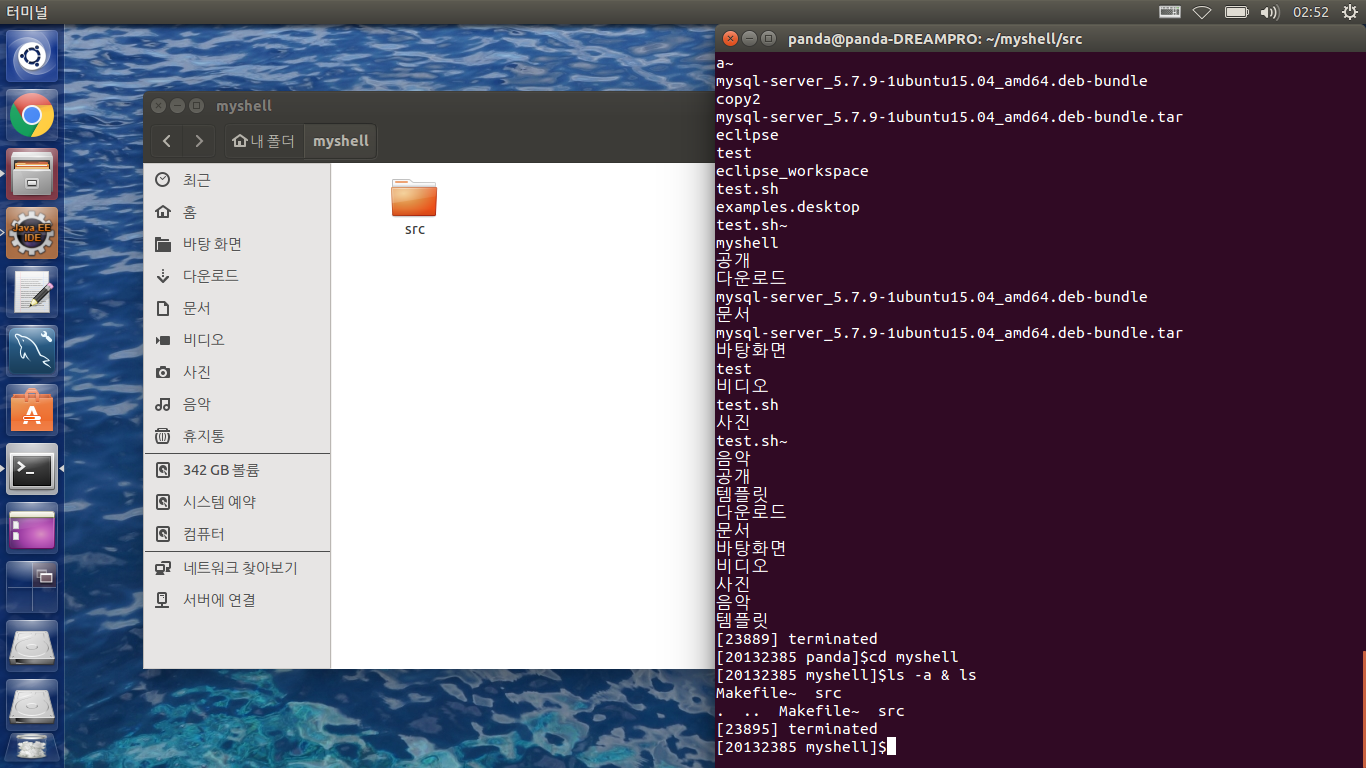 터미널
02:52
Java EE
IDE
myshell
내 폴더
myshell
최근
홈
바탕 화면
다운로드
문서
비디오
사진
음악
휴지통
342 GB 볼륨
시스템 예약
컴퓨터
네트워크 찾아보기
서버에 연결
src
panda@panda-DREAMPRO: ~/myshell/src
a~
mysql-server_5.7.9-1ubuntu15.04_amd64.deb-bundle
copy2
mysql-server_5.7.9-1ubuntu15.04_amd64.deb-bundle.tar
eclipse
test
eclipse_workspace
test.sh
examples.desktop
test.sh~
myshell
공개
다운로드
mysql-server_5.7.9-1ubuntu15.04_amd64.deb-bundle
문서
mysql-server_5.7.9-1ubuntu15.04_amd64.deb-bundle.tar
바탕화면
test
비디오
test.sh
사진
test.sh~
음악
공개
템플릿
다운로드
문서
바탕화면
비디오
사진
음악
템플릿
[23889] terminated
[20132385 panda]$cd myshell
[20132385 myshell]$ls -a & ls
Makefile~  src
.  ..  Makefile~  src
[23895] terminated
[20132385 myshell]$